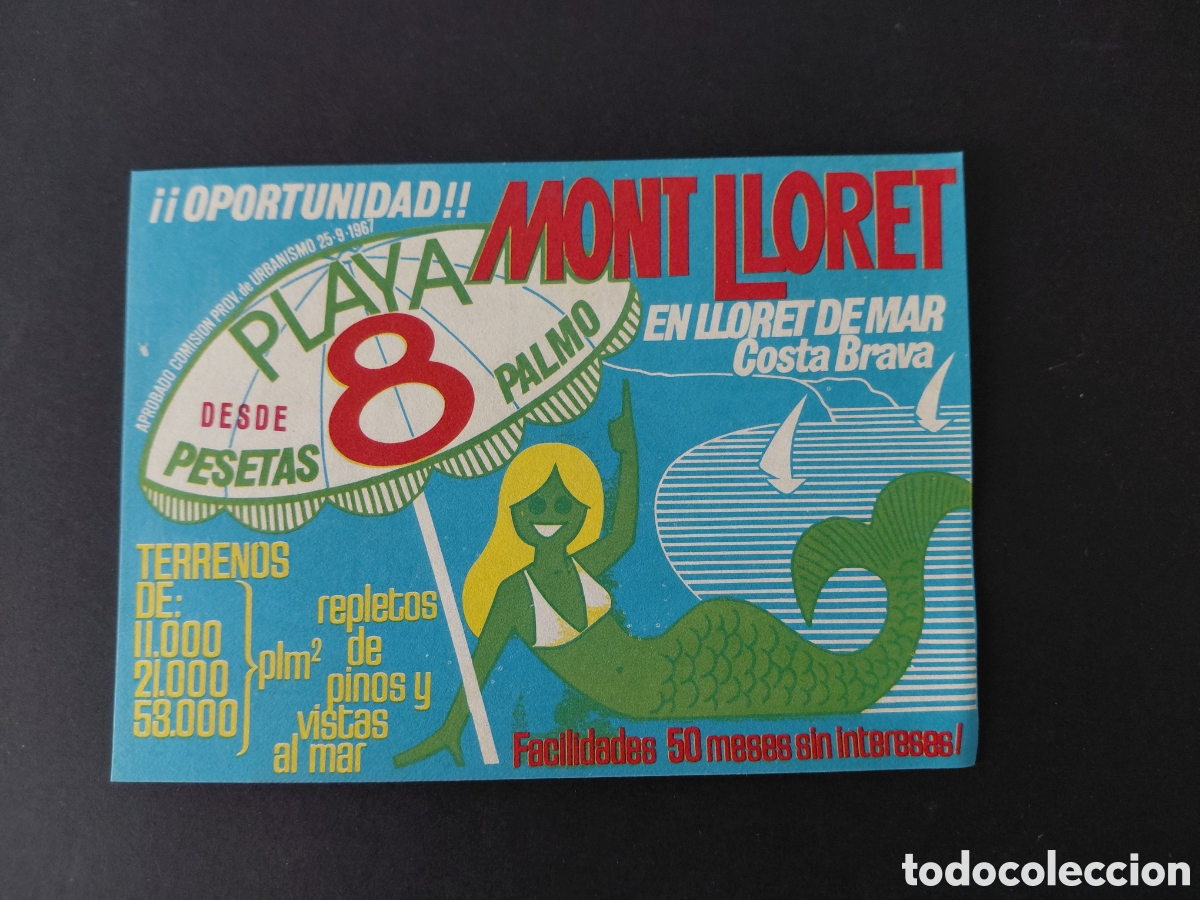 ¡¡OPORTUNIDAD!!
MONT LLORET
EN LLORET DE MAR
Costa Brava
APROBADO COMISION PROV. de URBANISMO 25-9-1967
PLAYA
DESDE
8
PESETAS
PALMO
TERRENOS
DE:
11.000
21.000
53.000
plm²
repletos
de
pinos y
vistas
al mar
Facilidades 50 meses sin intereses!
todocoleccion